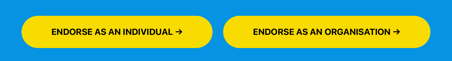 ENDORSE AS AN INDIVIDUAL →
ENDORSE AS AN ORGANISATION →